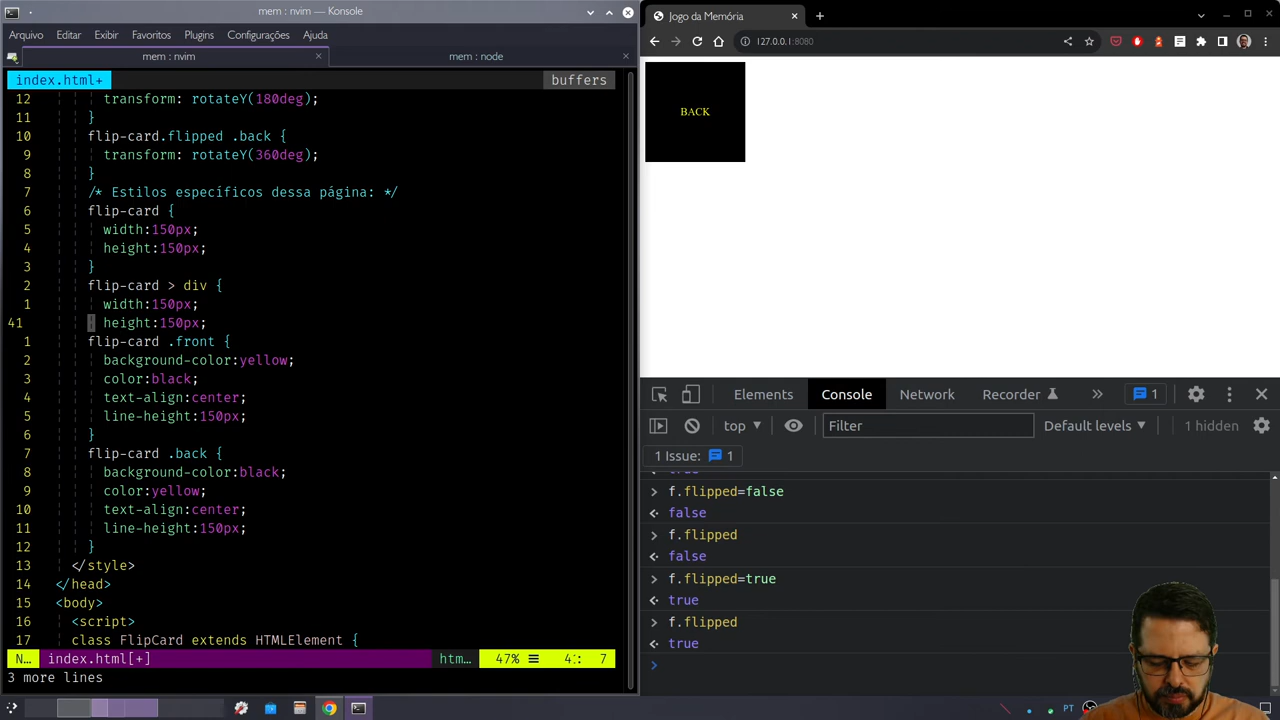 mem : nvim — Konsole
Arquivo Editar Exibir Favoritos Plugins Configurações Ajuda
mem : nvim
mem : node
index.html+
buffers
12 transform: rotateY(180deg);
11 }
10 flip-card.flipped .back {
9 transform: rotateY(360deg);
8 }
7 /* Estilos específicos dessa página: */
6 flip-card {
5 width:150px;
4 height:150px;
3 }
2 flip-card > div {
1 width:150px;
41 height:150px;
1 flip-card .front {
2 background-color:yellow;
3 color:black;
4 text-align:center;
5 line-height:150px;
6 }
7 flip-card .back {
8 background-color:black;
9 color:yellow;
10 text-align:center;
11 line-height:150px;
12 }
13 </style>
14 </head>
15 <body>
16 <script>
17 class FlipCard extends HTMLElement {
N… index.html[+] htm… 47% ☰ 4: 7
3 more lines
Jogo da Memória
127.0.0.1:8080
BACK
Elements Console Network Recorder 1
top Filter Default levels 1 hidden
1 Issue: 1
f.flipped=false
false
f.flipped
false
f.flipped=true
true
f.flipped
true
PT